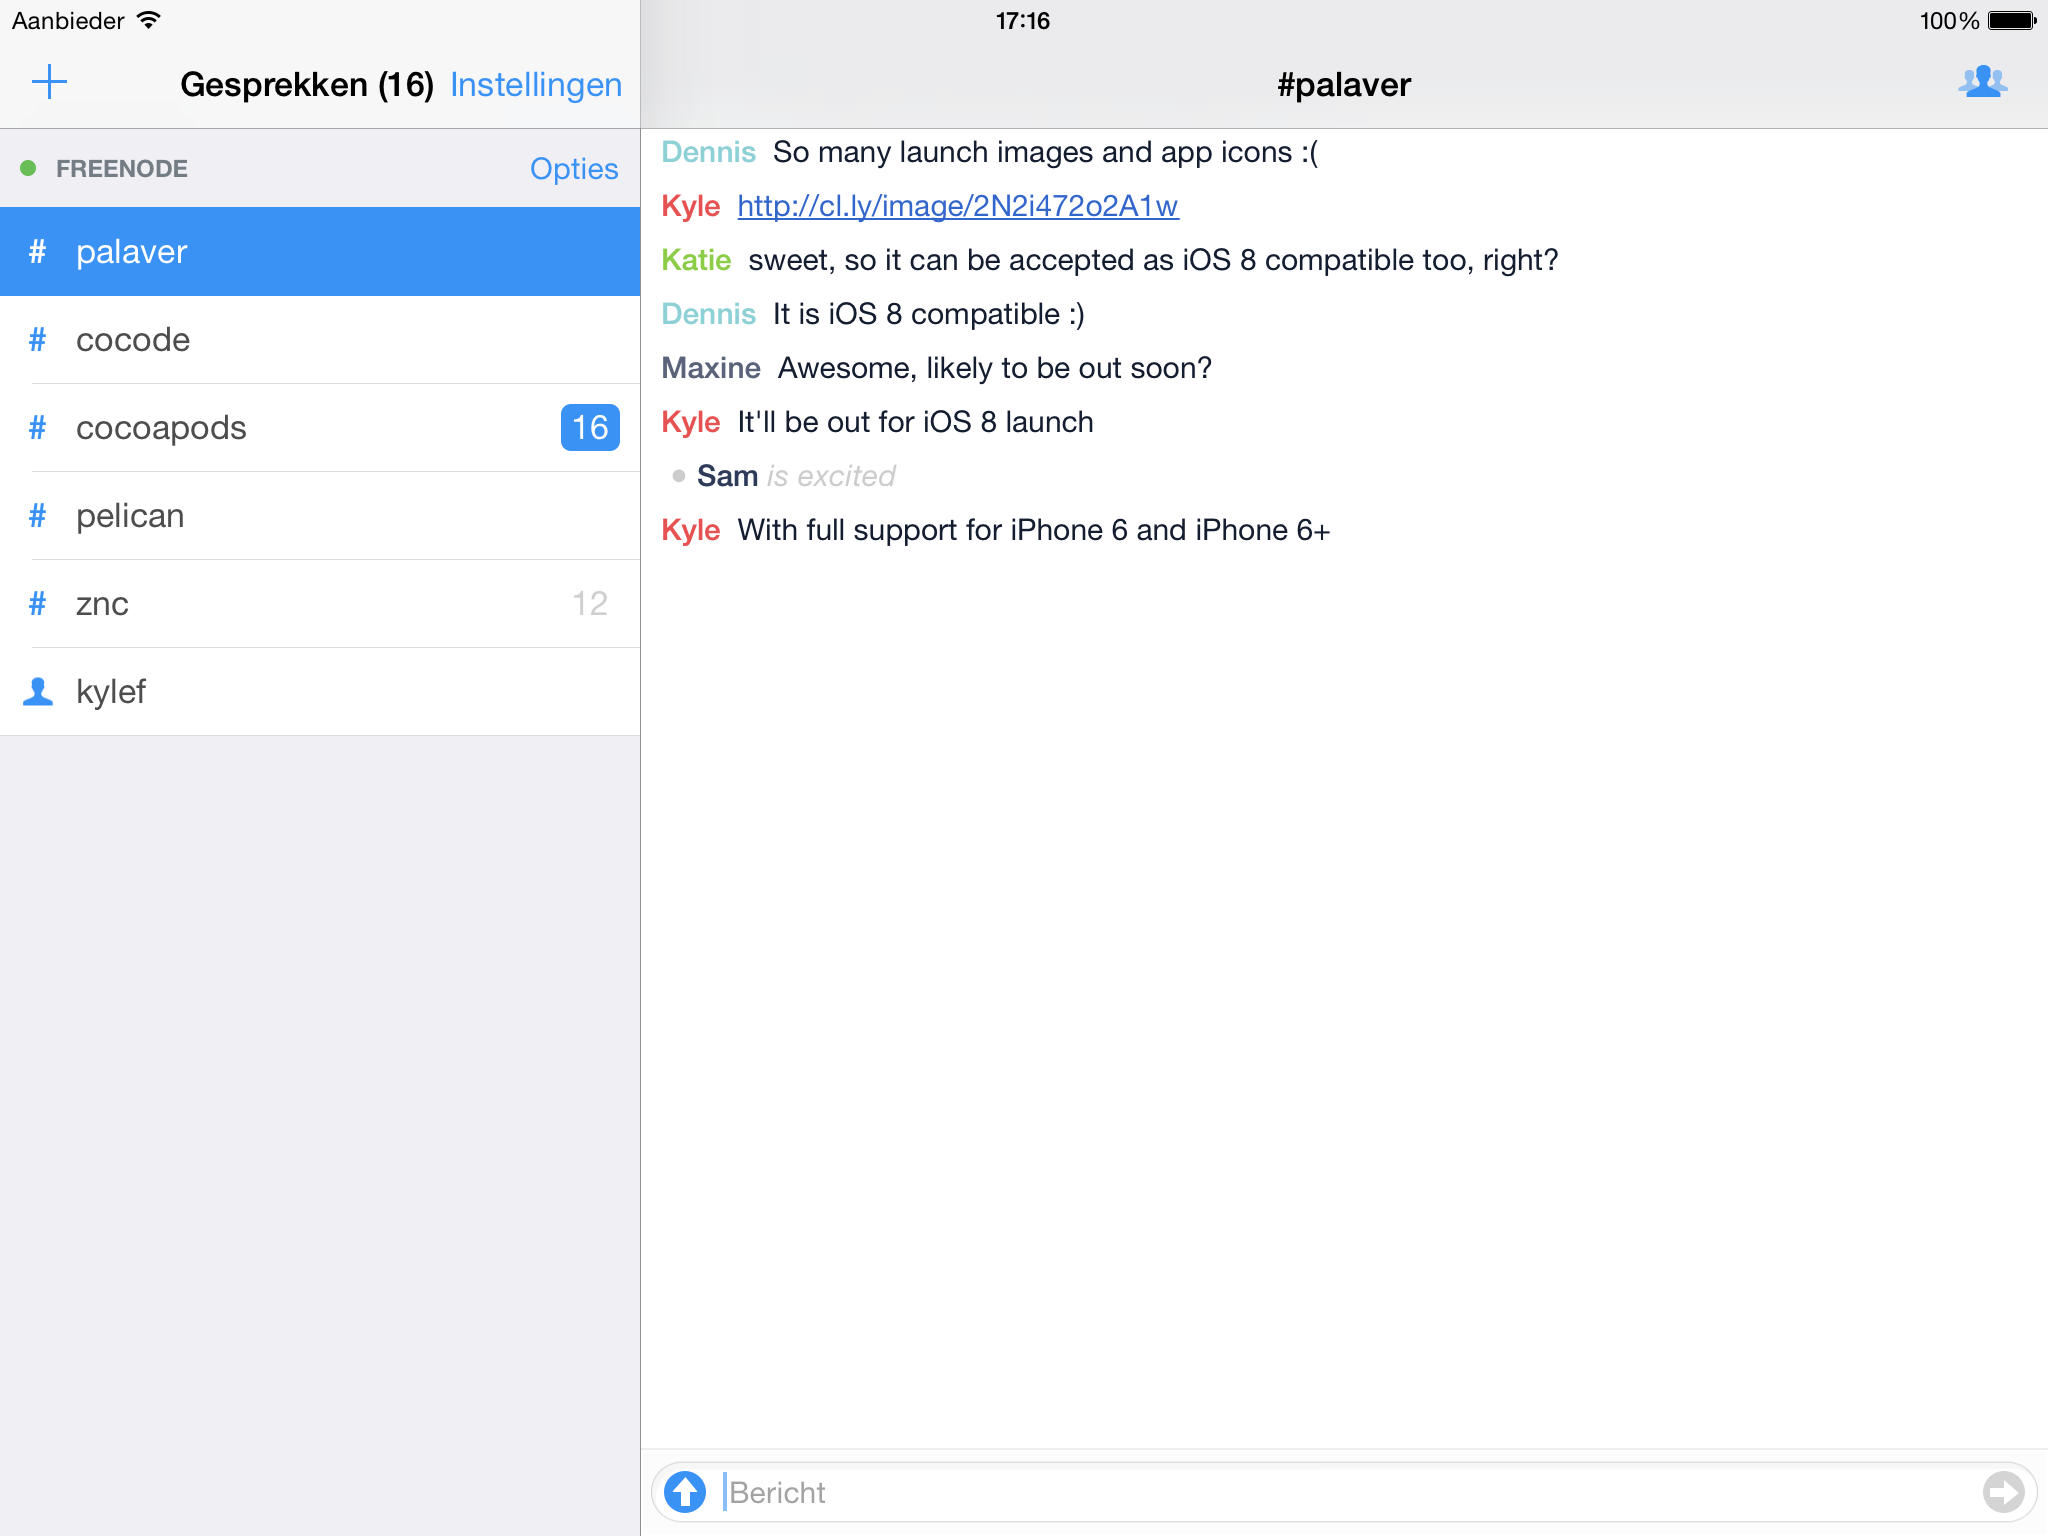 Aanbieder
17:16
100%
Gesprekken (16) Instellingen
#palaver
FREENODE Opties
# palaver
# cocode
# cocoapods 16
# pelican
# znc 12
kylef
Dennis So many launch images and app icons :(
Kyle http://cl.ly/image/2N2i472o2A1w
Katie sweet, so it can be accepted as iOS 8 compatible too, right?
Dennis It is iOS 8 compatible :)
Maxine Awesome, likely to be out soon?
Kyle It'll be out for iOS 8 launch
Sam is excited
Kyle With full support for iPhone 6 and iPhone 6+
Bericht